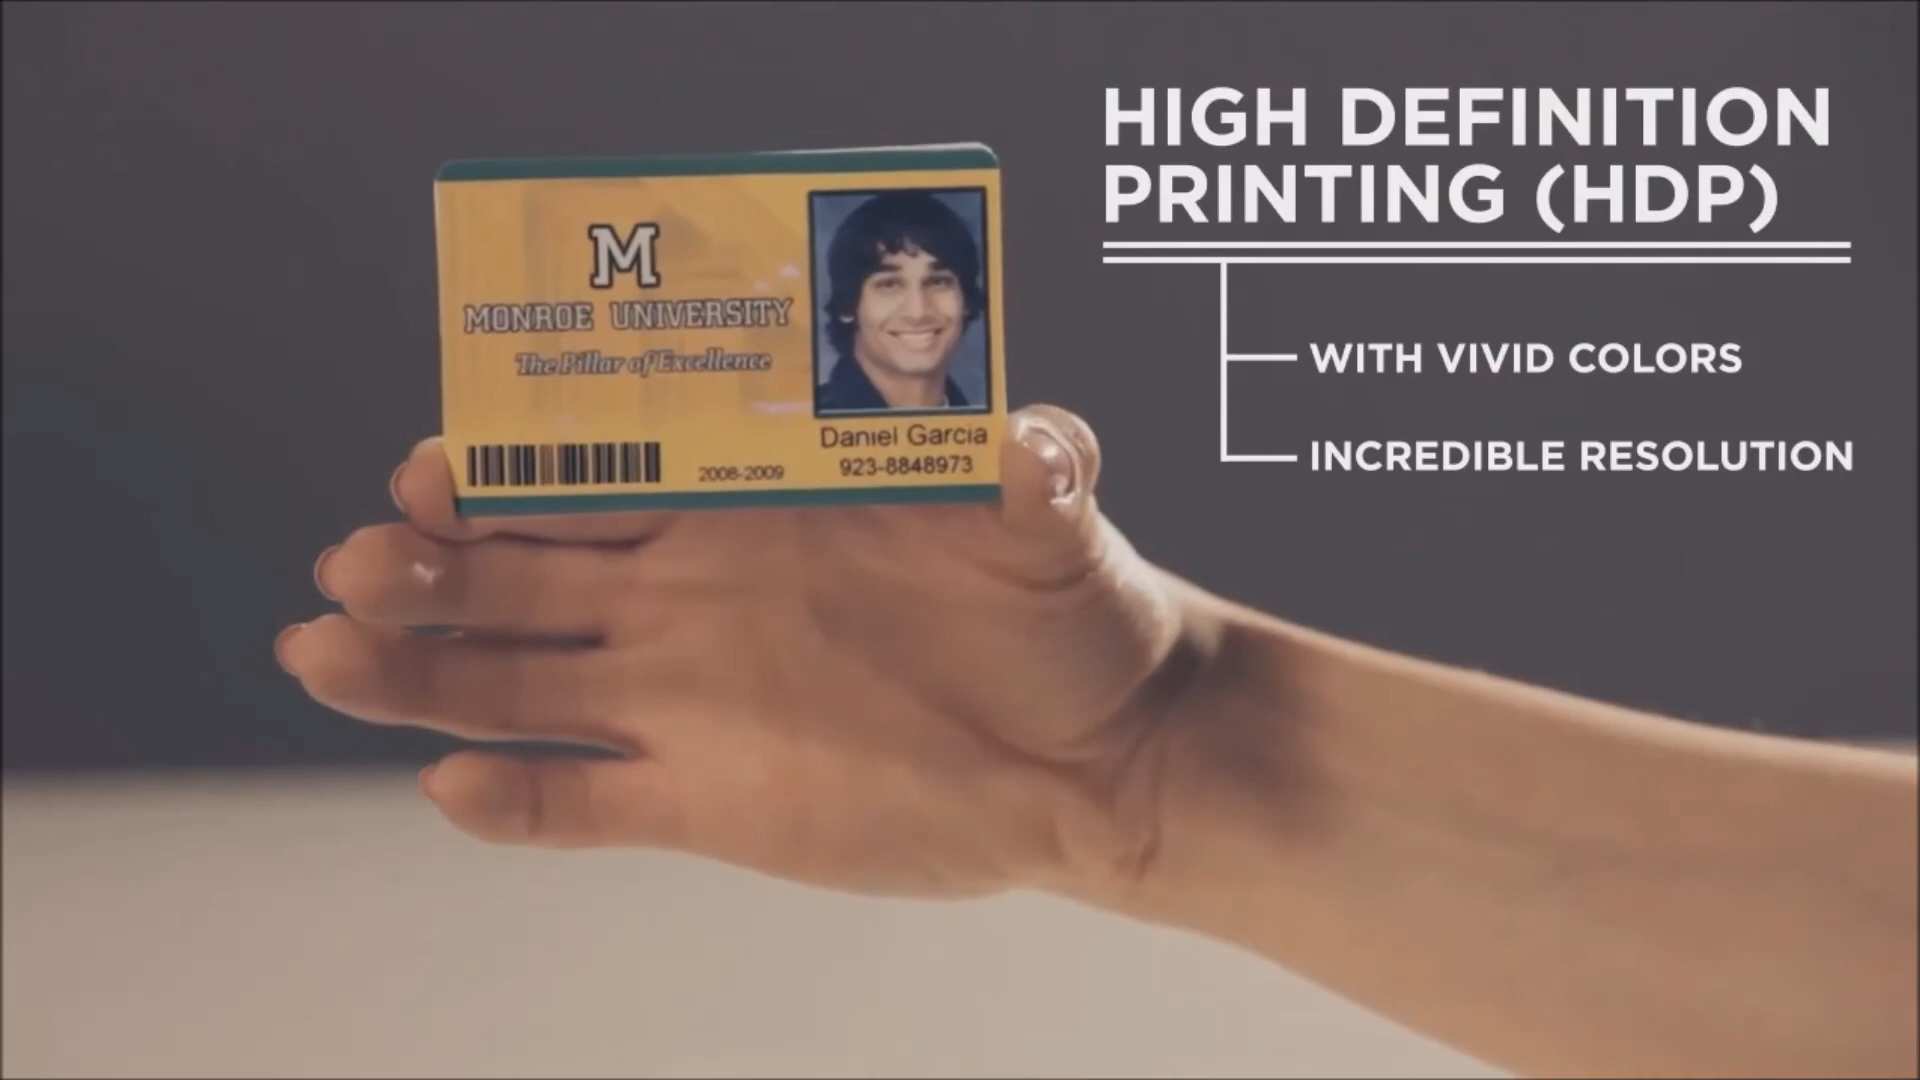 HIGH DEFINITION
PRINTING (HDP)
WITH VIVID COLORS
INCREDIBLE RESOLUTION
M
MONROE UNIVERSITY
The Pillar of Excellence
Daniel Garcia
923-8848973
2008-2009